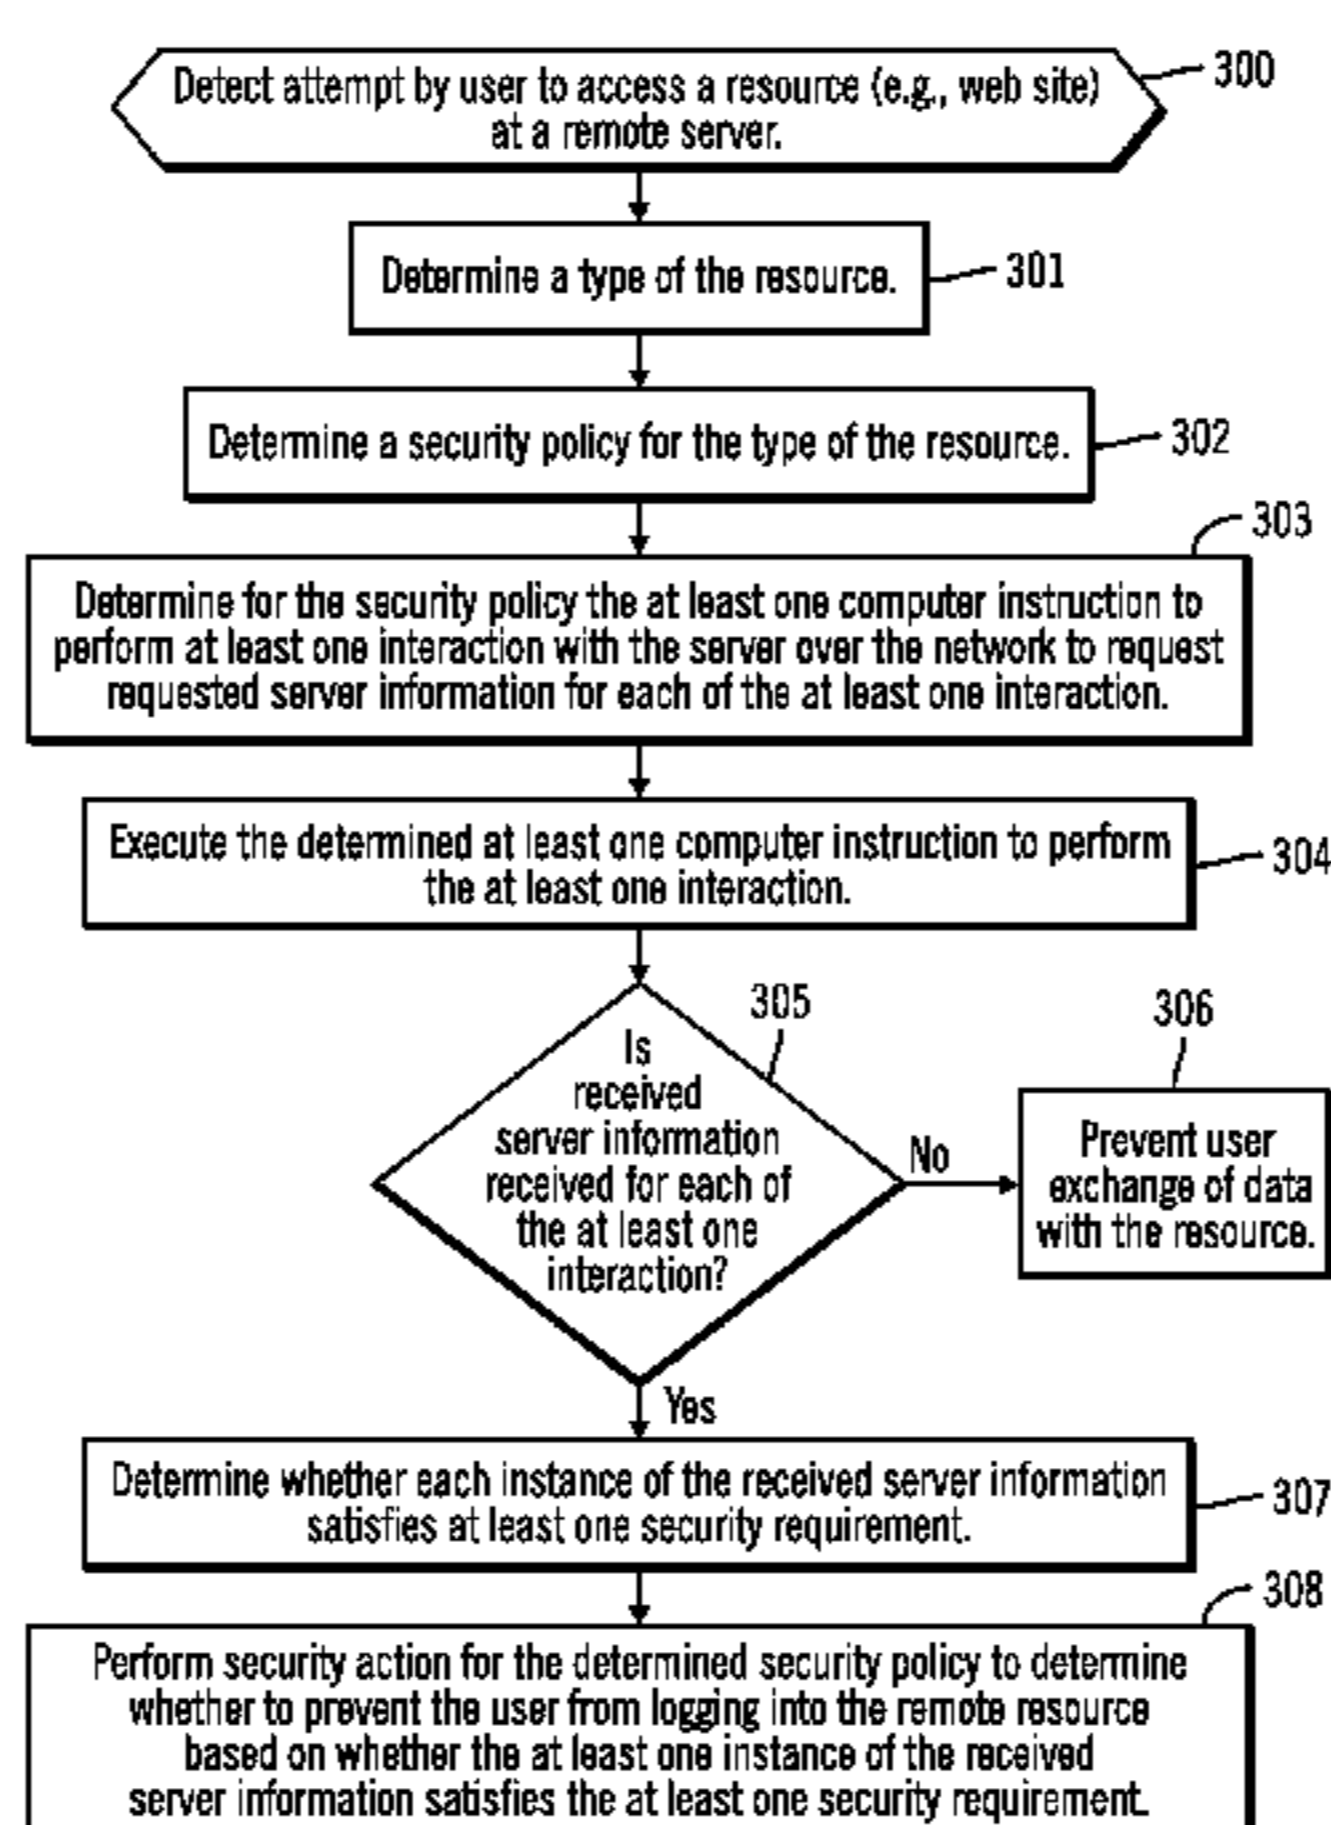 Detect attempt by user to access a resource (e.g., web site)
at a remote server.
300
Determine a type of the resource.
301
Determine a security policy for the type of the resource.
302
303
Determine for the security policy the at least one computer instruction to
perform at least one interaction with the server over the network to request
requested server information for each of the at least one interaction.
Execute the determined at least one computer instruction to perform
the at least one interaction.
304
305
Is
received
server information
received for each of
the at least one
interaction?
No
306
Prevent user
exchange of data
with the resource.
Yes
Determine whether each instance of the received server information
satisfies at least one security requirement.
307
308
Perform security action for the determined security policy to determine
whether to prevent the user from logging into the remote resource
based on whether the at least one instance of the received
server information satisfies the at least one security requirement.